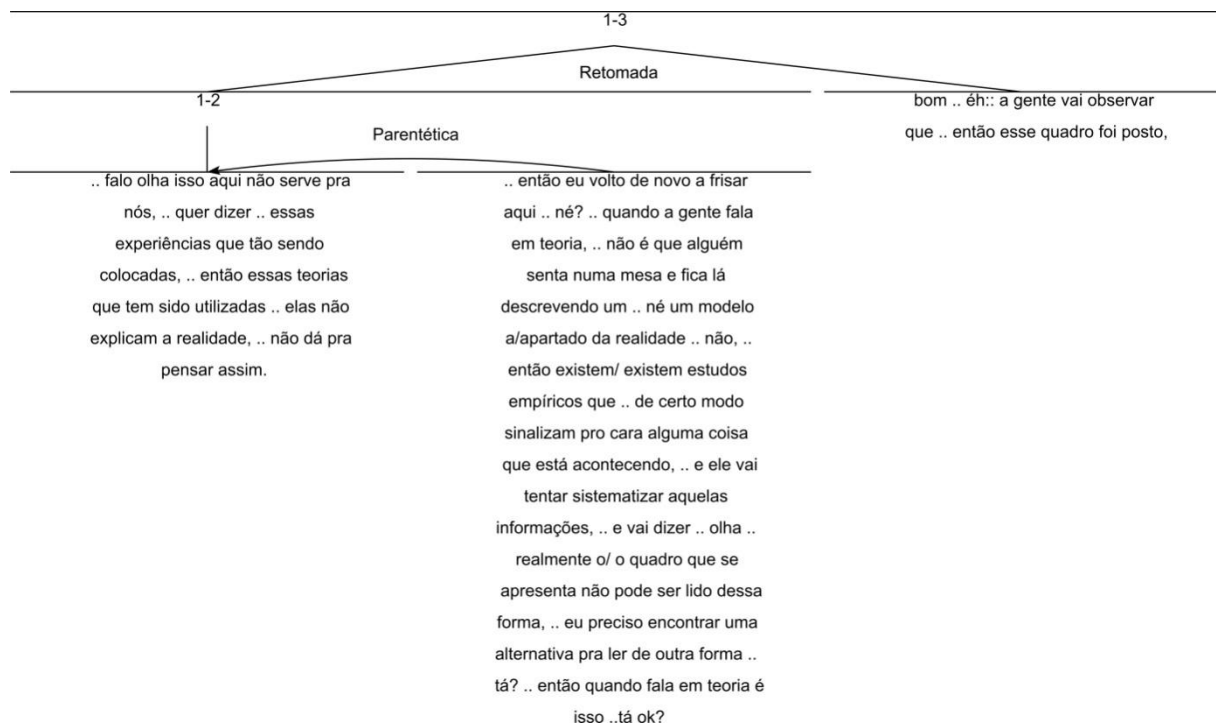 1-3
Retomada
1-2
Parentética
.. falo olha isso aqui não serve pra
nós, .. quer dizer .. essas
experiências que tão sendo
colocadas, .. então essas teorias
que tem sido utilizadas .. elas não
explicam a realidade, .. não dá pra
pensar assim.
.. então eu volto de novo a frisar
aqui .. né? .. quando a gente fala
em teoria, .. não é que alguém
senta numa mesa e fica lá
descrevendo um .. né um modelo
a/apartado da realidade .. não, ..
então existem/ existem estudos
empíricos que .. de certo modo
sinalizam pro cara alguma coisa
que está acontecendo, .. e ele vai
tentar sistematizar aquelas
informações, .. e vai dizer .. olha ..
realmente o/ o quadro que se
apresenta não pode ser lido dessa
forma, .. eu preciso encontrar uma
alternativa pra ler de outra forma ..
tá? .. então quando fala em teoria é
isso ..tá ok?
bom .. éh:: a gente vai observar
que .. então esse quadro foi posto,